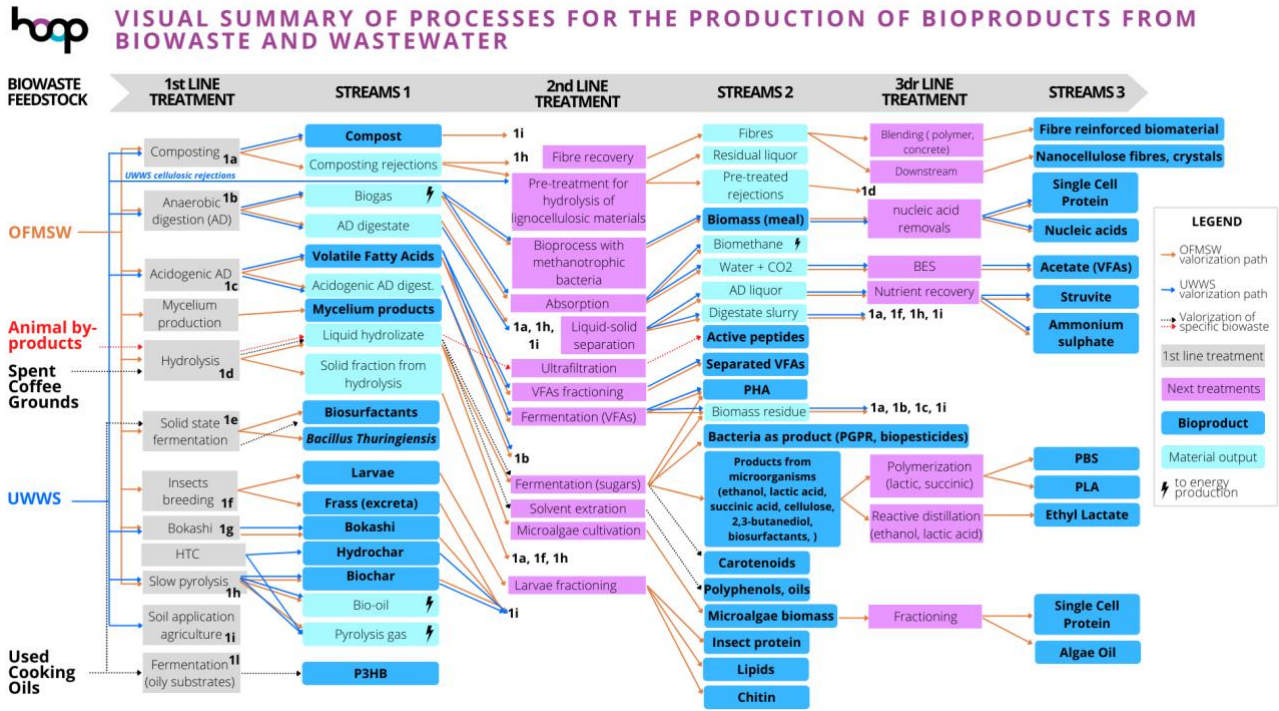 hoop
VISUAL SUMMARY OF PROCESSES FOR THE PRODUCTION OF BIOPRODUCTS FROM
BIOWASTE AND WASTEWATER
BIOWASTE
FEEDSTOCK
1st LINE
TREATMENT
STREAMS 1
2nd LINE
TREATMENT
STREAMS 2
3dr LINE
TREATMENT
STREAMS 3
OFMSW
Animal by-
products
Spent
Coffee
Grounds
UWWS
Used
Cooking
Oils
Composting 1a
UWWS cellulosic rejections
Anaerobic 1b
digestion (AD)
Acidogenic AD
1c
Mycelium
production
Hydrolysis
1d
Solid state 1e
fermentation
Insects
breeding 1f
Bokashi 1g
HTC
Slow pyrolysis
1h
Soil application
agriculture 1i
Fermentation 1l
(oily substrates)
Compost
Composting rejections
Biogas
AD digestate
Volatile Fatty Acids
Acidogenic AD digest.
Mycelium products
Liquid hydrolizate
Solid fraction from
hydrolysis
Biosurfactants
Bacillus Thuringiensis
Larvae
Frass (excreta)
Bokashi
Hydrochar
Biochar
Bio-oil
Pyrolysis gas
P3HB
1i
1h
Fibre recovery
Pre-treatment for
hydrolysis of
lignocellulosic materials
Bioprocess with
methanotrophic
bacteria
Absorption
1a, 1h,
1i
Liquid-solid
separation
Ultrafiltration
VFAs fractioning
Fermentation (VFAs)
1b
Fermentation (sugars)
Solvent extration
Microalgae cultivation
1a, 1f, 1h
Larvae fractioning
1i
Fibres
Residual liquor
Pre-treated
rejections
1d
Biomass (meal)
Biomethane
Water + CO2
AD liquor
Digestate slurry
1a, 1f, 1h, 1i
Active peptides
Separated VFAs
PHA
Biomass residue
1a, 1b, 1c, 1i
Bacteria as product (PGPR, biopesticides)
Products from
microorganisms
(ethanol, lactic acid,
succinic acid, cellulose,
2,3-butanediol,
biosurfactants, )
Carotenoids
Polyphenols, oils
Microalgae biomass
Insect protein
Lipids
Chitin
Blending ( polymer,
concrete)
Downstream
nucleic acid
removals
BES
Nutrient recovery
Polymerization
(lactic, succinic)
Reactive distillation
(ethanol, lactic acid)
Fractioning
Fibre reinforced biomaterial
Nanocellulose fibres, crystals
Single Cell
Protein
Nucleic acids
Acetate (VFAs)
Struvite
Ammonium
sulphate
PBS
PLA
Ethyl Lactate
Single Cell
Protein
Algae Oil
LEGEND
OFMSW
valorization path
UWWS
valorization path
Valorization of
specific biowaste
1st line treatment
Next treatments
Bioproduct
Material output
to energy
production